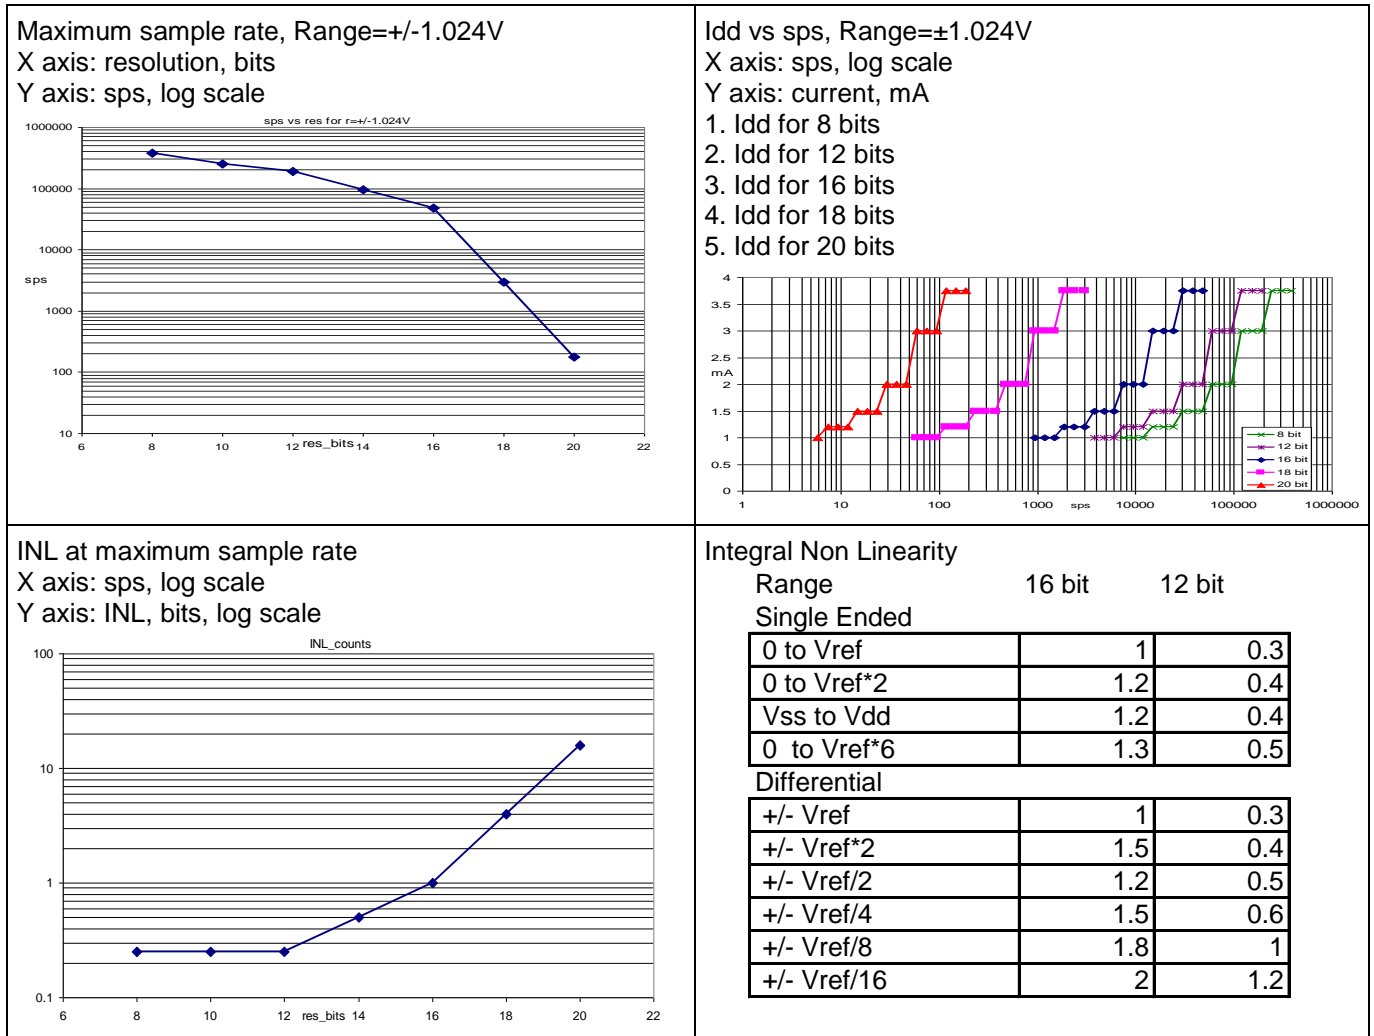 Maximum sample rate, Range=+/-1.024V
X axis: resolution, bits
Y axis: sps, log scale
sps vs res for r=+/-1.024V
1000000
100000
10000
sps
1000
100
10
6 8 10 12 res_bits 14 16 18 20 22
Idd vs sps, Range=±1.024V
X axis: sps, log scale
Y axis: current, mA
1. Idd for 8 bits
2. Idd for 12 bits
3. Idd for 16 bits
4. Idd for 18 bits
5. Idd for 20 bits
4
3.5
3
2.5
mA
2
1.5
1
0.5
0
8 bit
12 bit
16 bit
18 bit
20 bit
1 10 100 1000 sps 10000 100000 1000000
INL at maximum sample rate
X axis: sps, log scale
Y axis: INL, bits, log scale
INL_counts
100
10
1
0.1
6 8 10 12 res_bits 14 16 18 20 22
Integral Non Linearity
Range 16 bit 12 bit
Single Ended
0 to Vref 1 0.3
0 to Vref*2 1.2 0.4
Vss to Vdd 1.2 0.4
0 to Vref*6 1.3 0.5
Differential
+/- Vref 1 0.3
+/- Vref*2 1.5 0.4
+/- Vref/2 1.2 0.5
+/- Vref/4 1.5 0.6
+/- Vref/8 1.8 1
+/- Vref/16 2 1.2